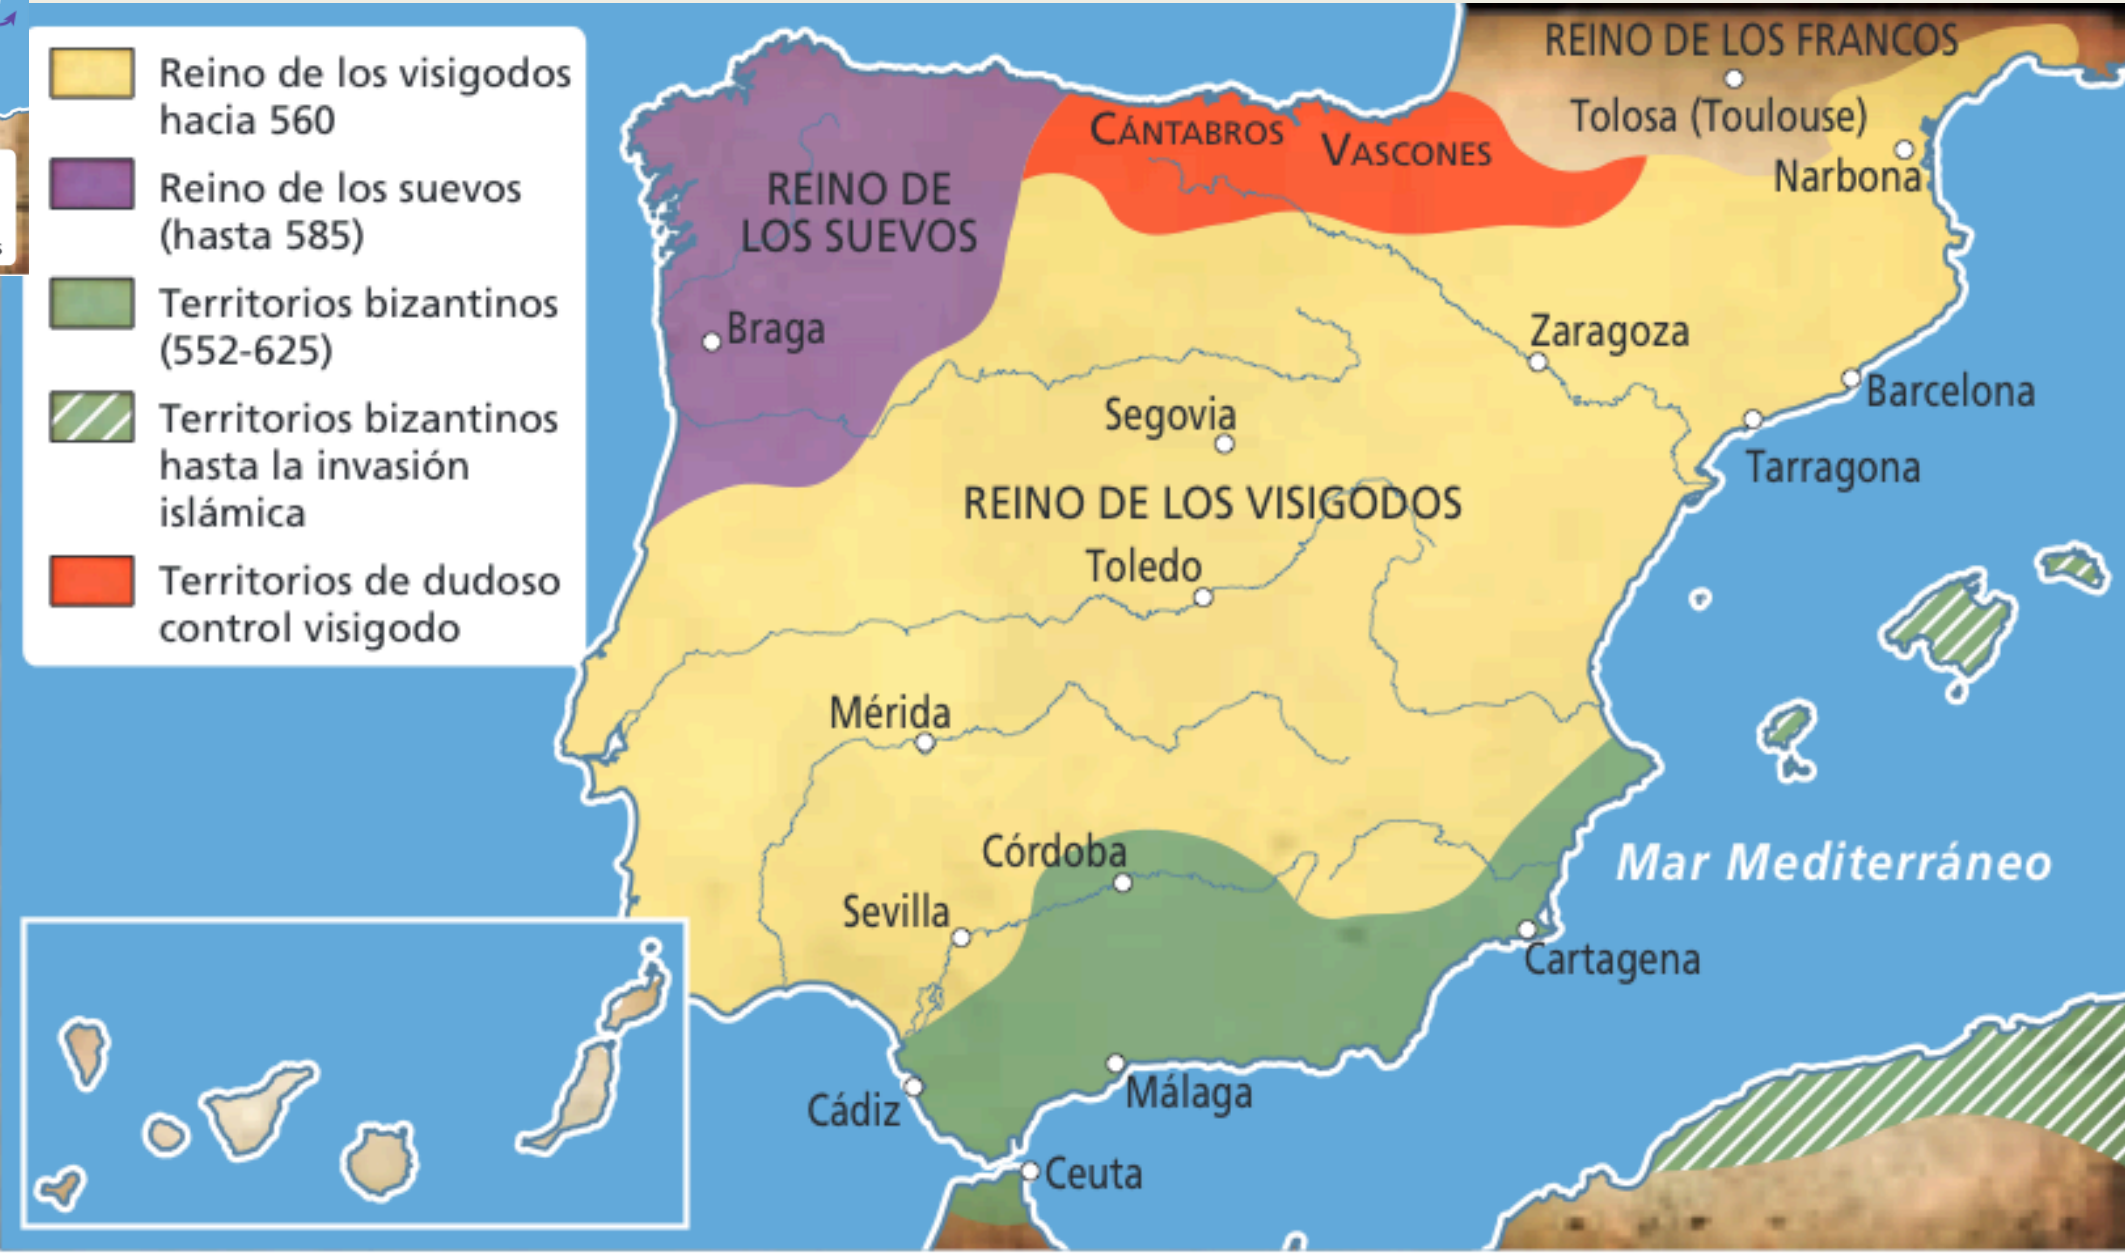 Reino de los visigodos
hacia 560
Reino de los suevos
(hasta 585)
Territorios bizantinos
(552-625)
Territorios bizantinos
hasta la invasión
islámica
Territorios de dudoso
control visigodo
REINO DE LOS FRANCOS
Tolosa (Toulouse)
Narbona
CÁNTABROS
VASCONES
REINO DE
LOS SUEVOS
Braga
Zaragoza
Barcelona
Segovia
Tarragona
REINO DE LOS VISIGODOS
Toledo
Mérida
Córdoba
Mar Mediterráneo
Sevilla
Cartagena
Cádiz
Málaga
Ceuta